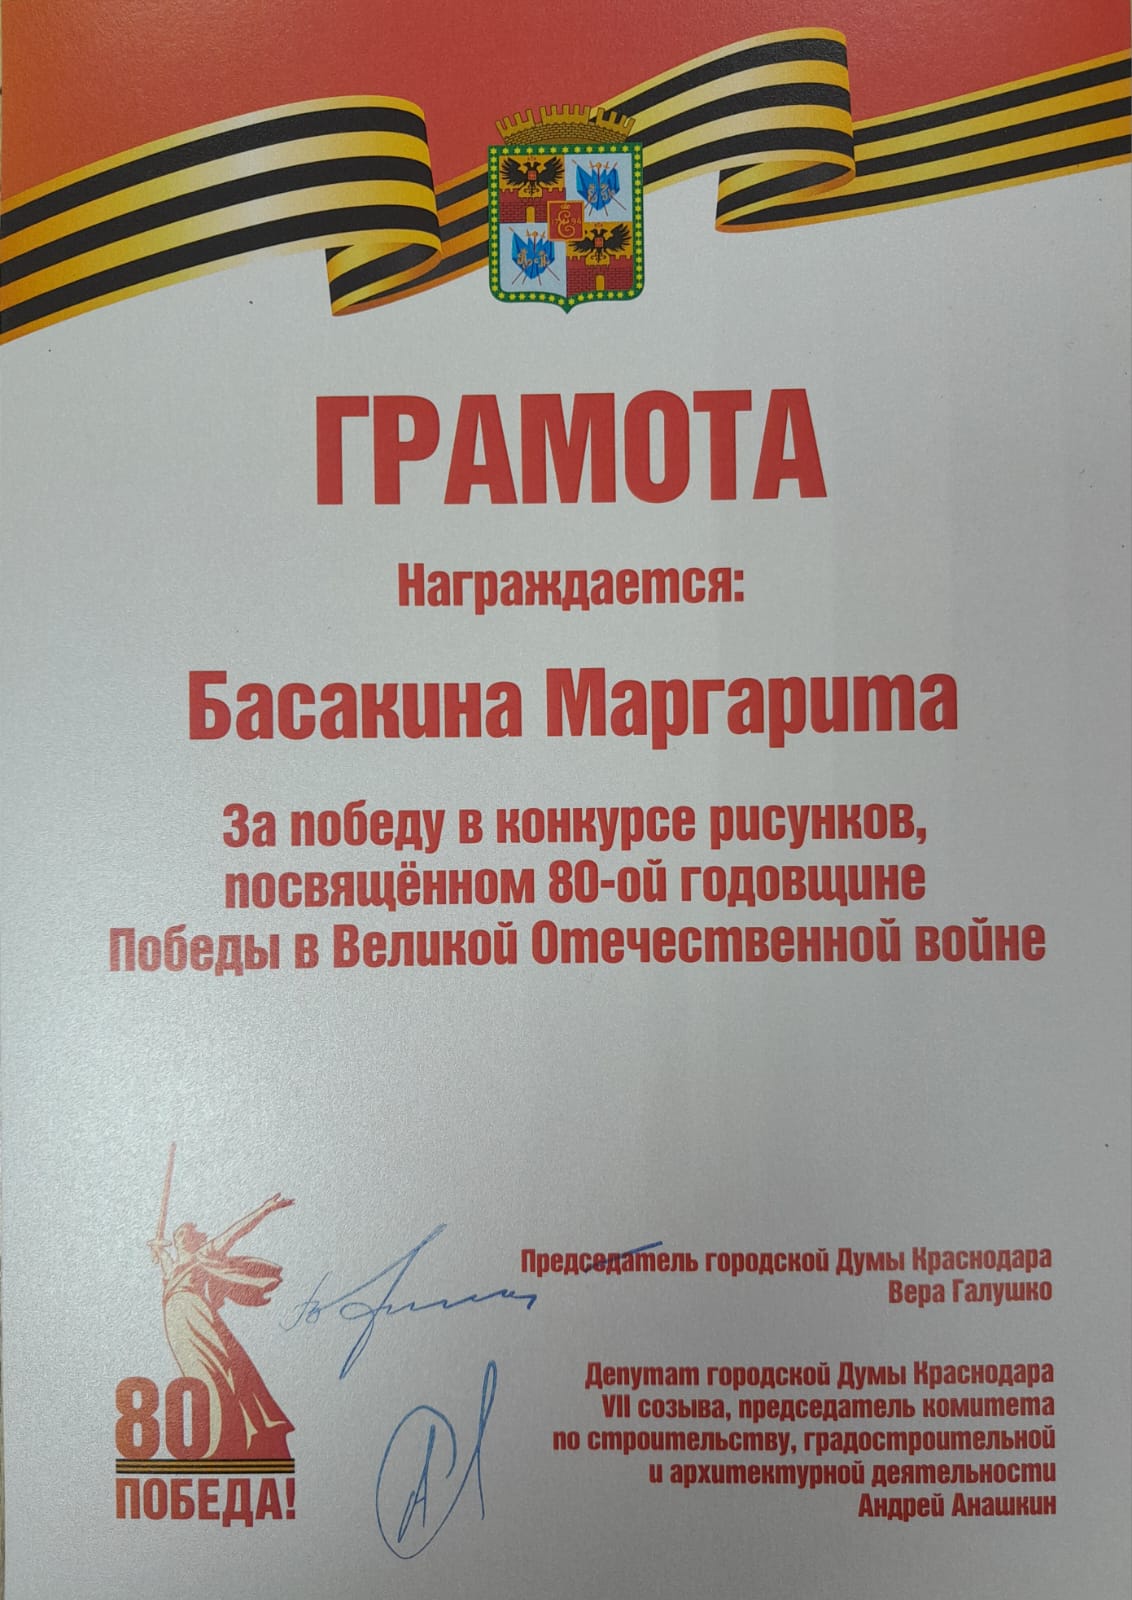 ГРАМОТА
Награждается:
Басакина Маргарита
За победу в конкурсе рисунков,
посвящённом 80-ой годовщине
Победы в Великой Отечественной войне
Председатель городской Думы Краснодара
Вера Галушко
Депутат городской Думы Краснодара
VII созыва, председатель комитета
по строительству, градостроительной
и архитектурной деятельности
Андрей Анашкин
80
ПОБЕДА!